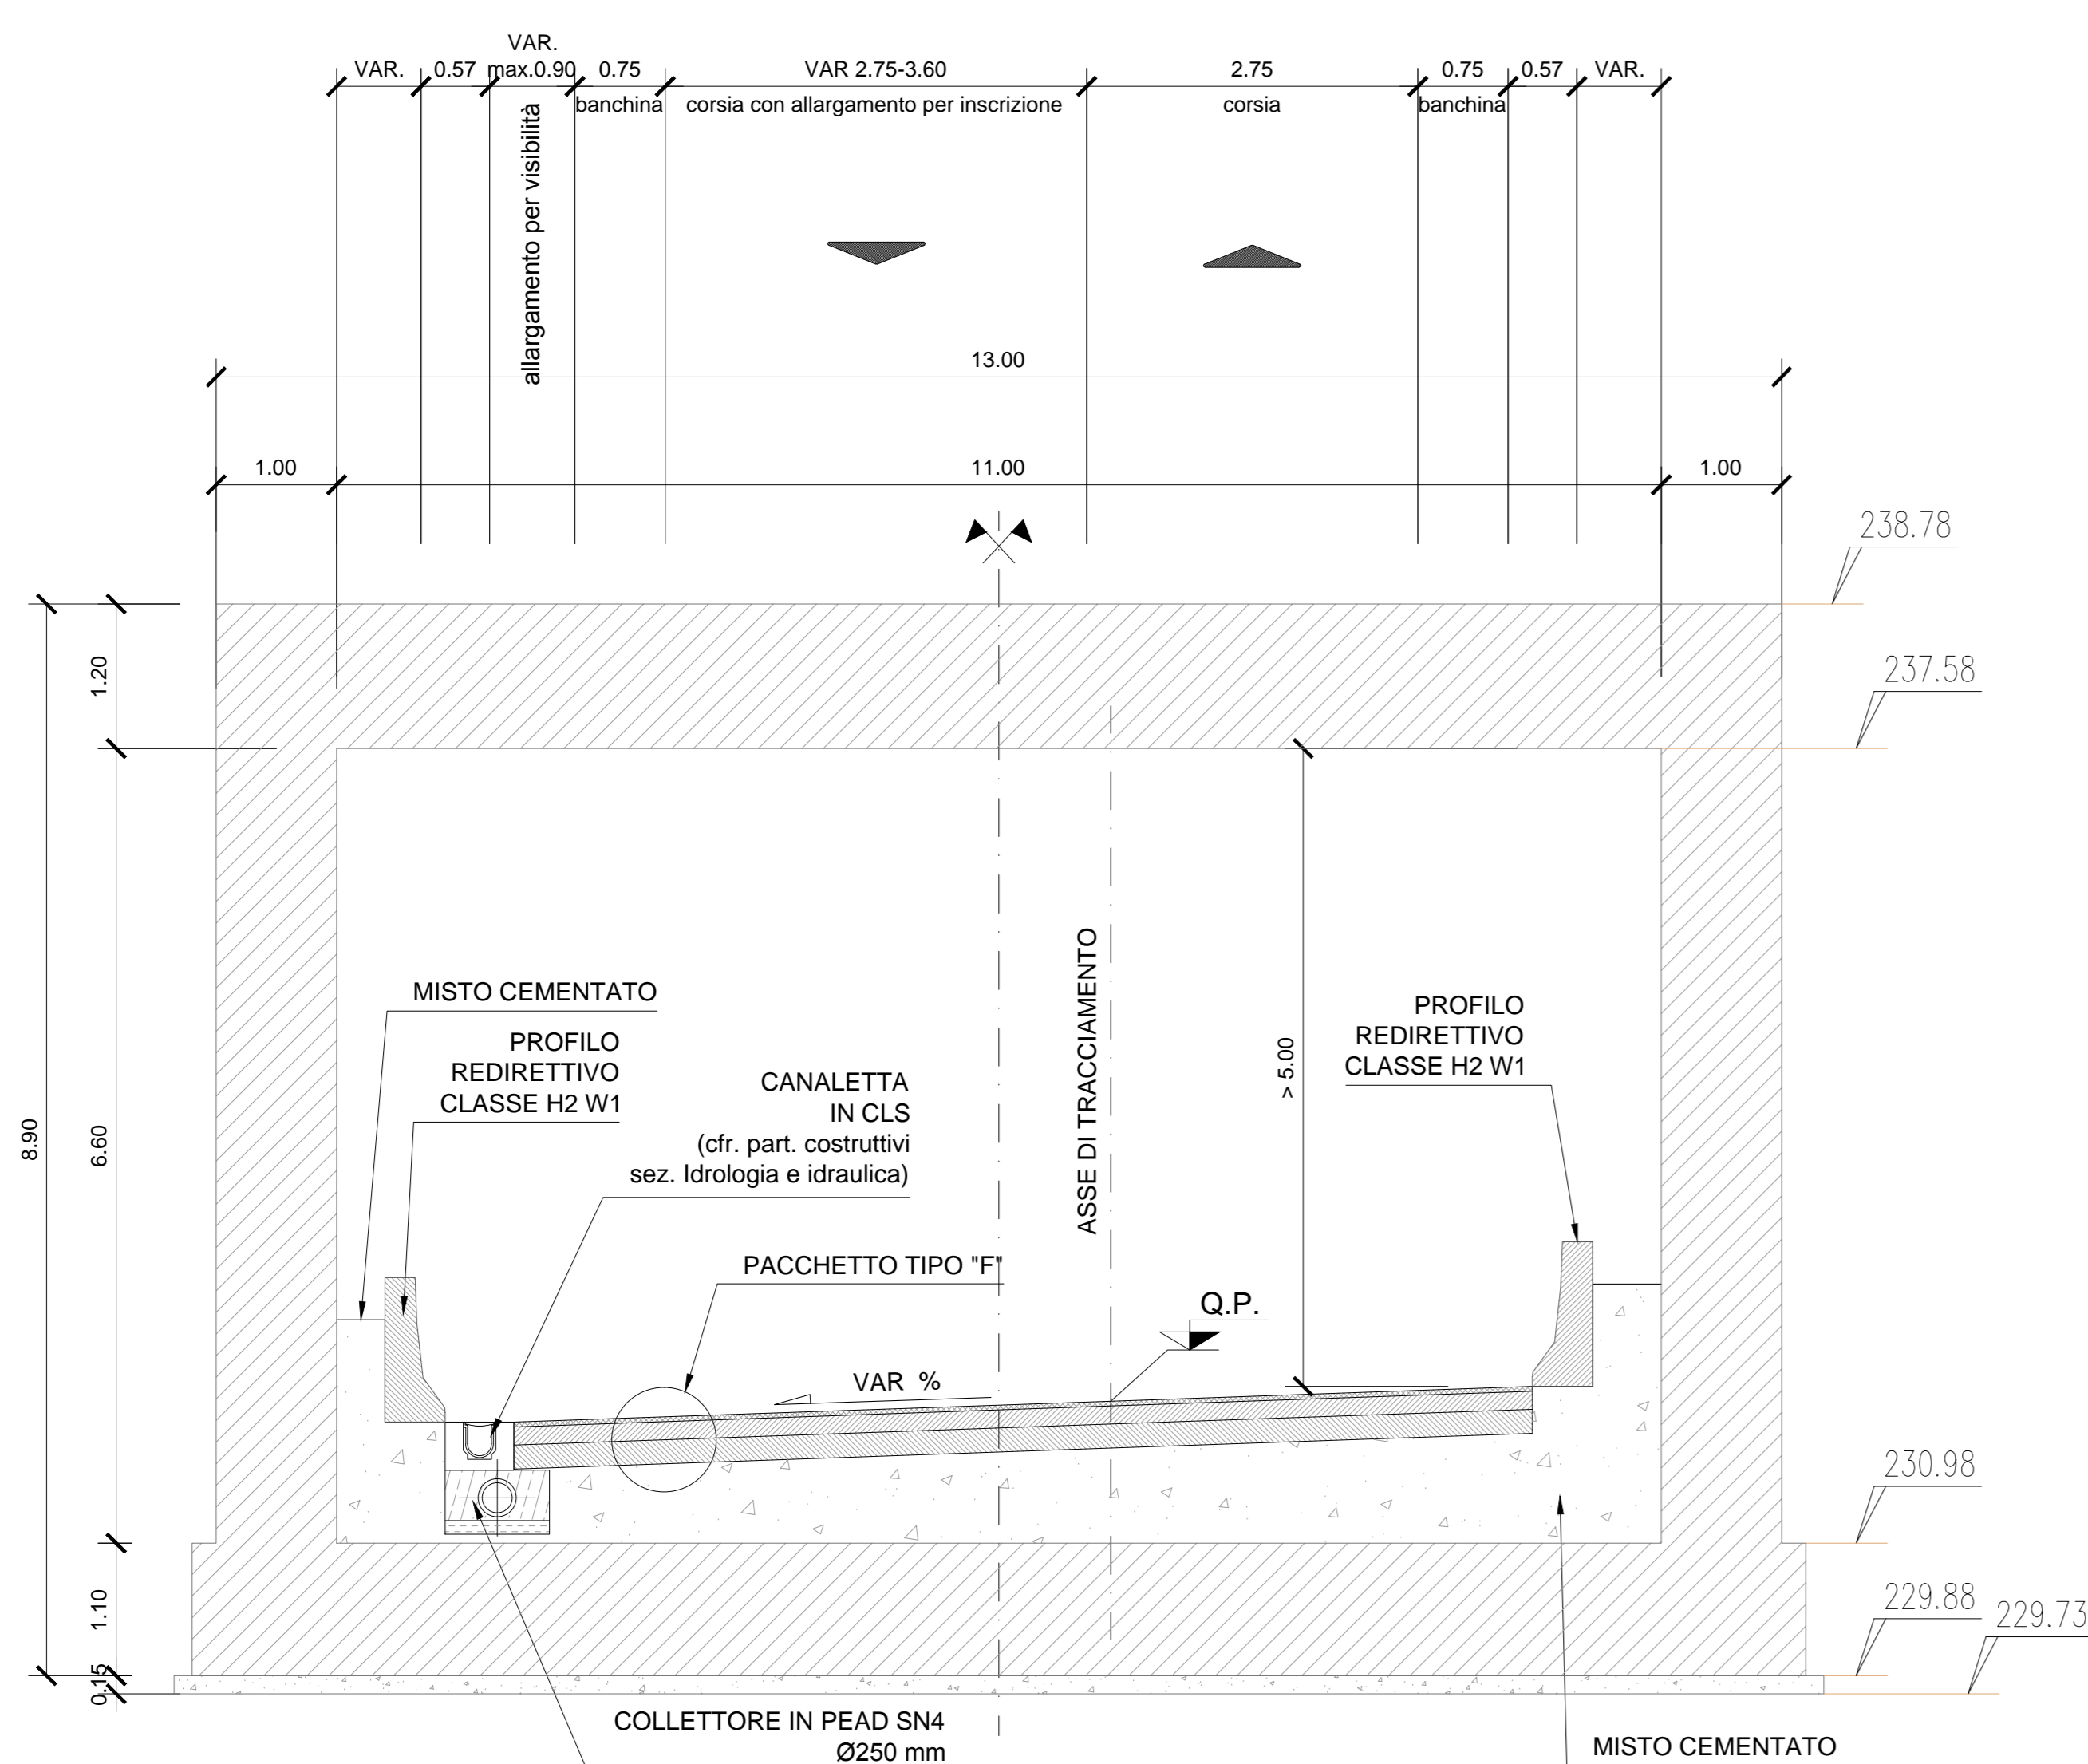 VAR.
VAR. 0.57 max.0.90 0.75 VAR 2.75-3.60 2.75 0.75 0.57 VAR.
banchina corsia con allargamento per inscrizione corsia banchina
allargamento per visibilità
13.00
1.00 11.00 1.00
238.78
237.58
1.20
8.90
6.60
MISTO CEMENTATO
PROFILO
REDIRETTIVO
CLASSE H2 W1
CANALETTA
IN CLS
(cfr. part. costruttivi
sez. Idrologia e idraulica)
ASSE DI TRACCIAMENTO
> 5.00
PROFILO
REDIRETTIVO
CLASSE H2 W1
PACCHETTO TIPO "F"
Q.P.
VAR %
230.98
1.10
229.88
229.73
0.15
COLLETTORE IN PEAD SN4
Ø250 mm
MISTO CEMENTATO